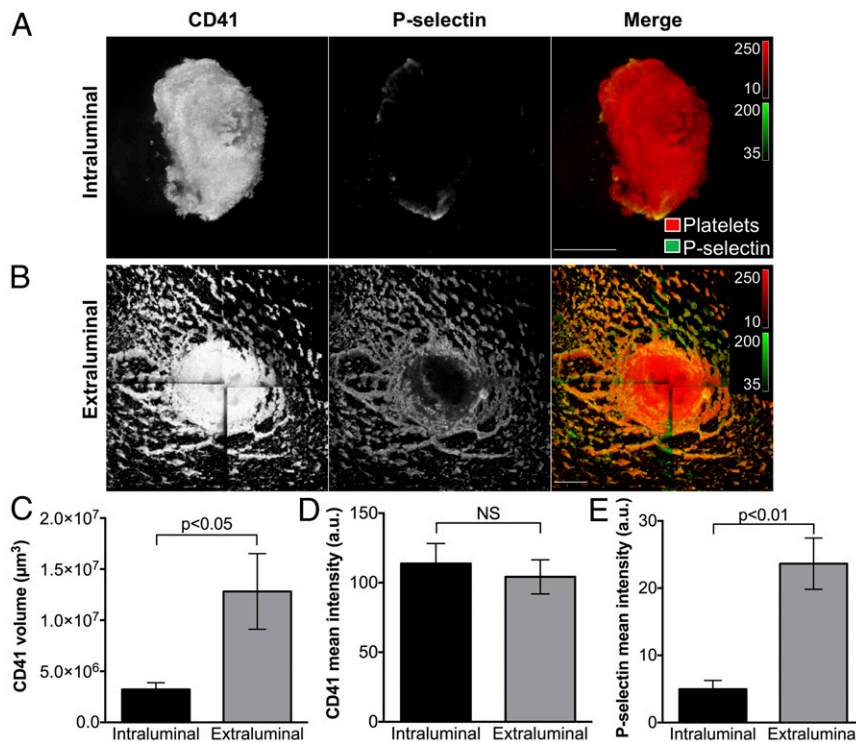 A
CD41
P-selectin
Merge
Intraluminal
250
10
200
35
Platelets
P-selectin
B
Extraluminal
250
10
200
35
C
CD41 volume (µm³)
2.0×10⁷
1.5×10⁷
1.0×10⁷
5.0×10⁶
0.0
p<0.05
Intraluminal Extraluminal
D
CD41 mean intensity (a.u.)
150
100
50
0
NS
Intraluminal Extraluminal
E
P-selectin mean intensity (a.u.)
30
20
10
0
p<0.01
Intraluminal Extraluminal